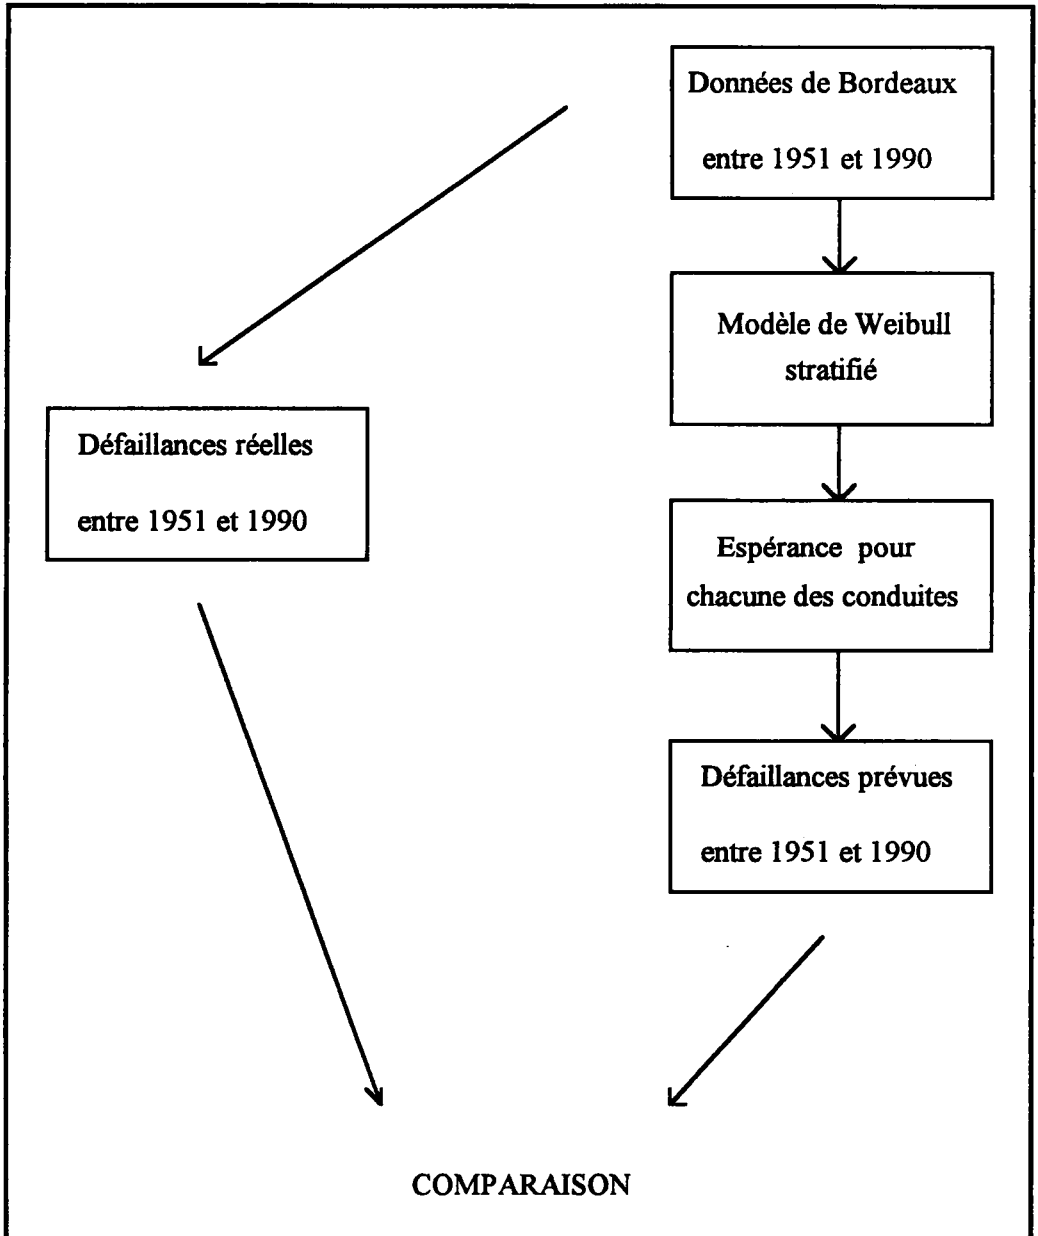 Données de Bordeaux
entre 1951 et 1990
Modèle de Weibull
stratifié
Défaillances réelles
entre 1951 et 1990
Espérance pour
chacune des conduites
Défaillances prévues
entre 1951 et 1990
COMPARAISON